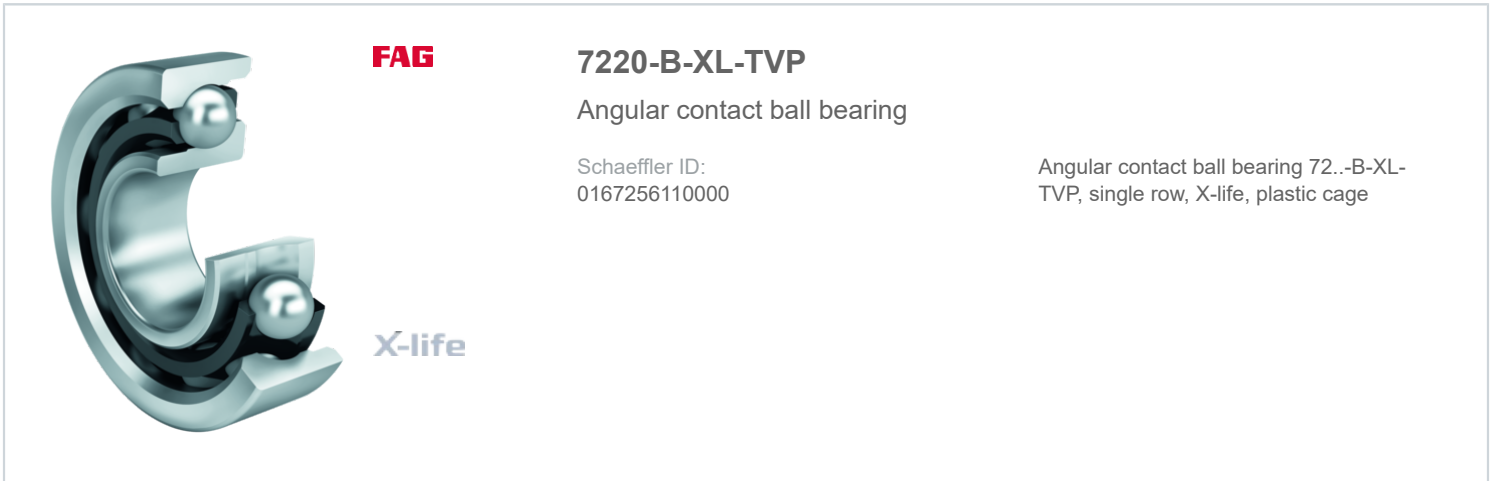 FAG
7220-B-XL-TVP
Angular contact ball bearing
Schaeffler ID:
0167256110000
Angular contact ball bearing 72..-B-XL-
TVP, single row, X-life, plastic cage
X-life